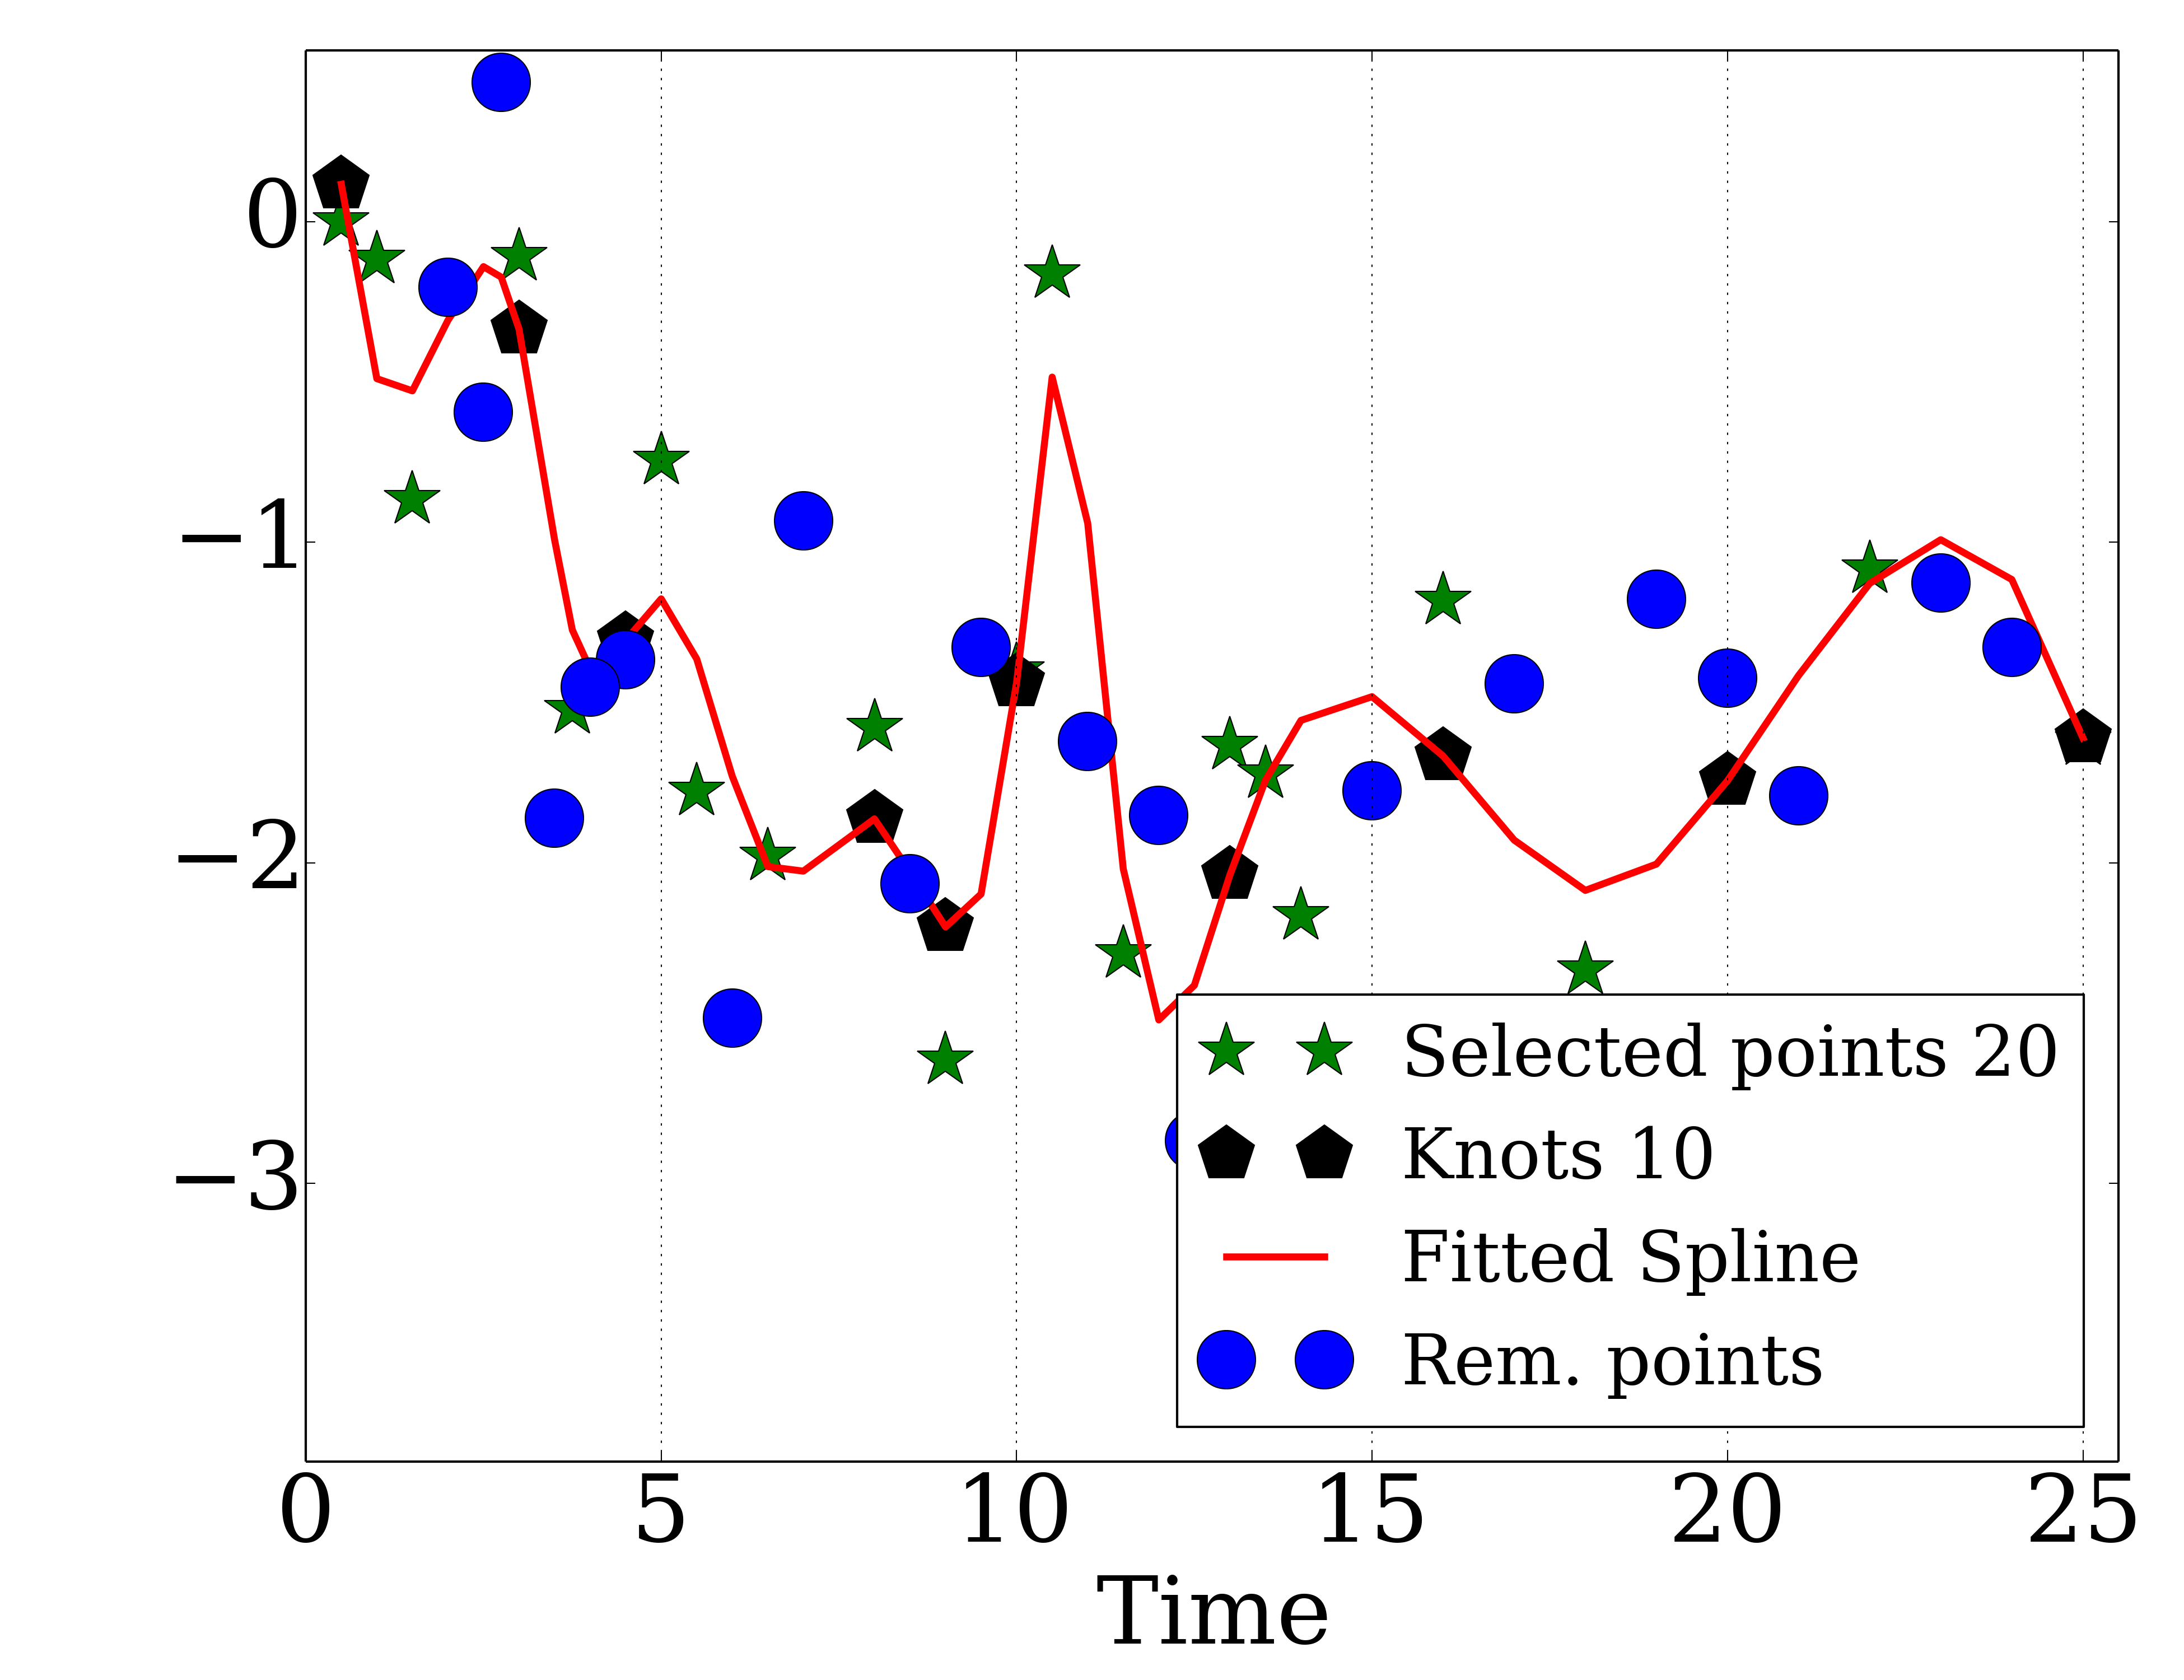 0
−1
−2
−3
Selected points 20
Knots 10
Fitted Spline
Rem. points
0 5 10 15 20 25
Time